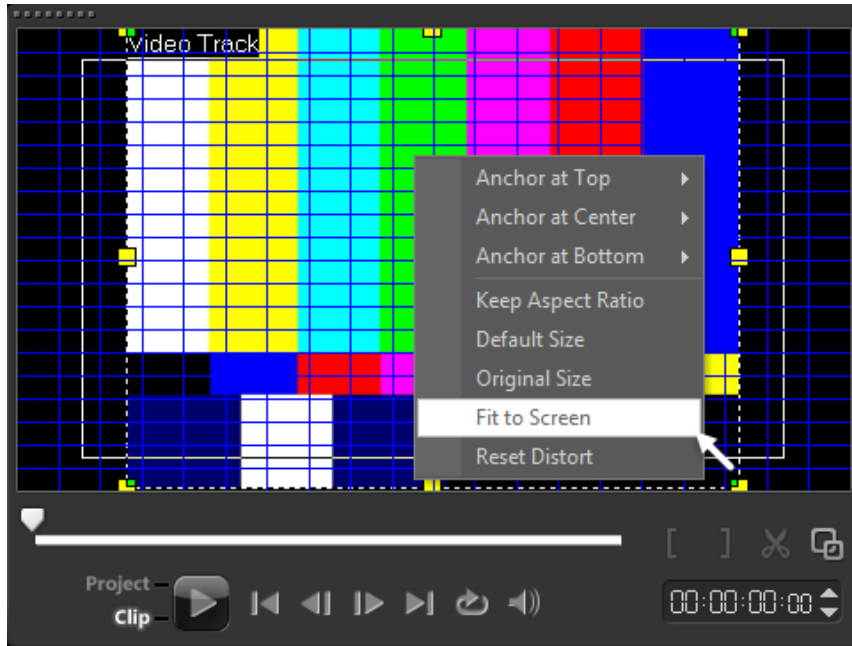 Video Track
Anchor at Top
Anchor at Center
Anchor at Bottom
Keep Aspect Ratio
Default Size
Original Size
Fit to Screen
Reset Distort
[ ]
Project
Clip
00:00:00:00